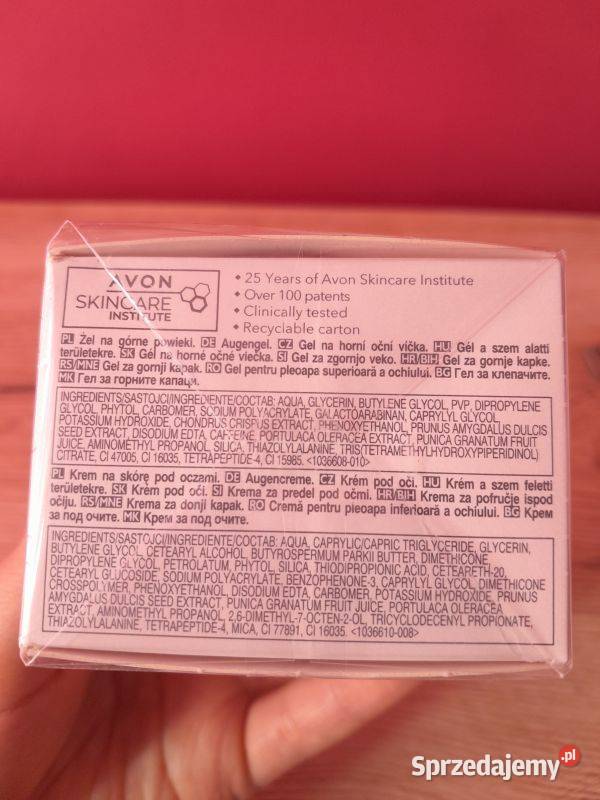 AVON
SKINCARE
INSTITUTE
• 25 Years of Avon Skincare Institute
• Over 100 patents
• Clinically tested
• Recyclable carton
PL Żel na górne powieki. DE Augengel. CZ Gel na horní oční víčka. HU Gél a szem alatti
területekre. SK Gél na horné očné viečka. SI Gel za zgornjo veko. HR/BIH Gel za gornje kapke.
RS/MNE Gel za gornji kapak. RO Gel pentru pleoapa superioară a ochiului. BG Гел за клепачите.
MK Гел за горните капаци.
INGREDIENTS/SASTOJCI/INGREDIENTE/СОСТАВ: AQUA, GLYCERIN, BUTYLENE GLYCOL, PVP, DIPROPYLENE
GLYCOL, PHYTOL, CARBOMER, SODIUM POLYACRYLATE, GALACTOARABINAN, CAPRYLYL GLYCOL,
POTASSIUM HYDROXIDE, CHONDRUS CRISPUS EXTRACT, PHENOXYETHANOL, PRUNUS AMYGDALUS DULCIS
SEED EXTRACT, DISODIUM EDTA, CAFFEINE, PORTULACA OLERACEA EXTRACT, PUNICA GRANATUM FRUIT
JUICE, AMINOMETHYL PROPANOL, SILICA, THIAZOLYLALANINE, TRIS(TETRAMETHYLHYDROXYPIPERIDINOL)
CITRATE, CI 47005, CI 16035, TETRAPEPTIDE-4, CI 15985. <1036608-010>
PL Krem na skórę pod oczami. DE Augencreme. CZ Krém pod oči. HU Krém a szem feletti
területekre. SK Krém pod oči. SI Krema za predel pod očmi. HR/BIH Krema za područje ispod
očiju. RS/MNE Krema za donji kapak. RO Cremă pentru pleoapa inferioară a ochiului. BG Крем
за под очите. MK Крем за под очите.
INGREDIENTS/SASTOJCI/INGREDIENTE/СОСТАВ: AQUA, CAPRYLIC/CAPRIC TRIGLYCERIDE, GLYCERIN,
BUTYLENE GLYCOL, CETEARYL ALCOHOL, BUTYROSPERMUM PARKII BUTTER, DIMETHICONE,
DIPROPYLENE GLYCOL, PETROLATUM, PHYTOL, SILICA, THIODIPROPIONIC ACID, CETEARETH-20,
CETEARYL GLUCOSIDE, SODIUM POLYACRYLATE, BENZOPHENONE-3, CAPRYLYL GLYCOL, DIMETHICONE
CROSSPOLYMER, PHENOXYETHANOL, DISODIUM EDTA, CARBOMER, POTASSIUM HYDROXIDE, PRUNUS
AMYGDALUS DULCIS SEED EXTRACT, PUNICA GRANATUM FRUIT JUICE, PORTULACA OLERACEA
EXTRACT, AMINOMETHYL PROPANOL, 2,6-DIMETHYL-7-OCTEN-2-OL, TRICYCLODECENYL PROPIONATE,
THIAZOLYLALANINE, TETRAPEPTIDE-4, MICA, CI 77891, CI 16035. <1036610-008>
Sprzedajemy.pl